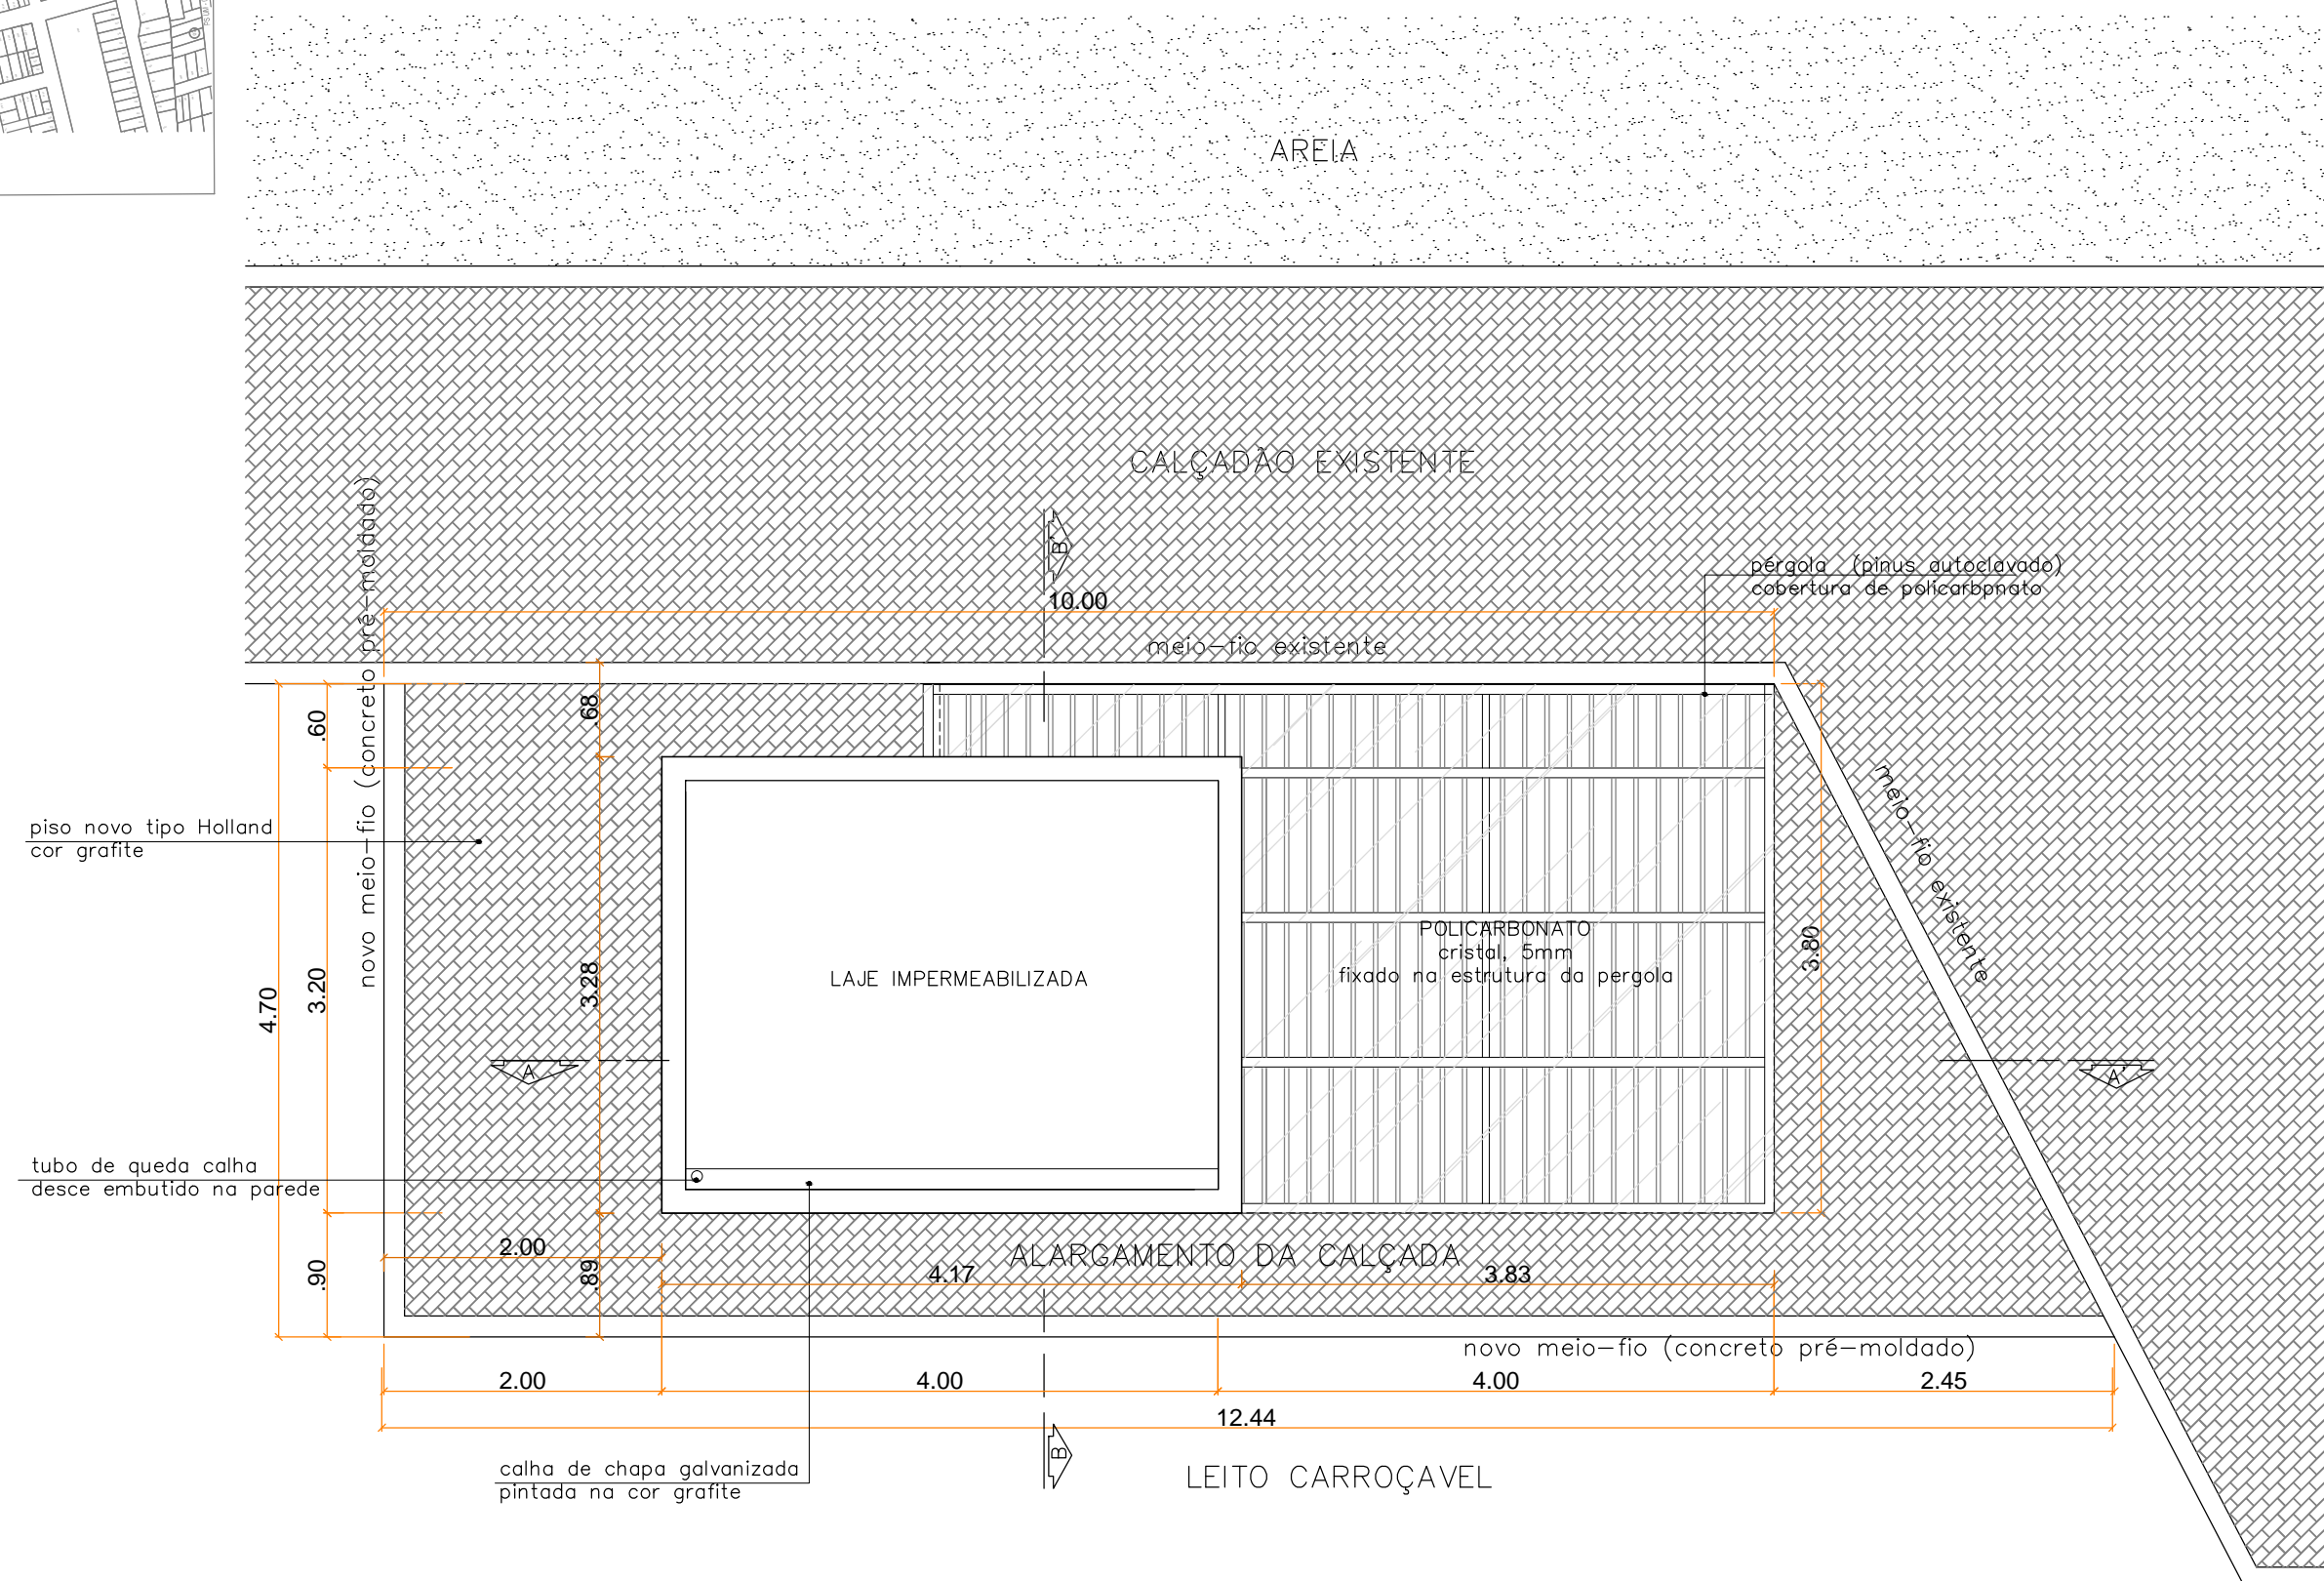 AREIA
CALÇADÃO EXISTENTE
B'
pérgola (pinus autoclavado)
cobertura de policarbpnato
10.00
meio-fio existente
novo meio-fio (concreto pré-moldado)
.68
.60
meio-fio existente
piso novo tipo Holland
cor grafite
POLICARBONATO
cristal, 5mm
fixado na estrutura da pergola
3.80
LAJE IMPERMEABILIZADA
3.28
3.20
4.70
A
A'
tubo de queda calha
desce embutido na parede
2.00
ALARGAMENTO DA CALÇADA
.89
.90
4.17
3.83
novo meio-fio (concreto pré-moldado)
2.00
4.00
4.00
2.45
12.44
B
calha de chapa galvanizada
pintada na cor grafite
LEITO CARROÇAVEL